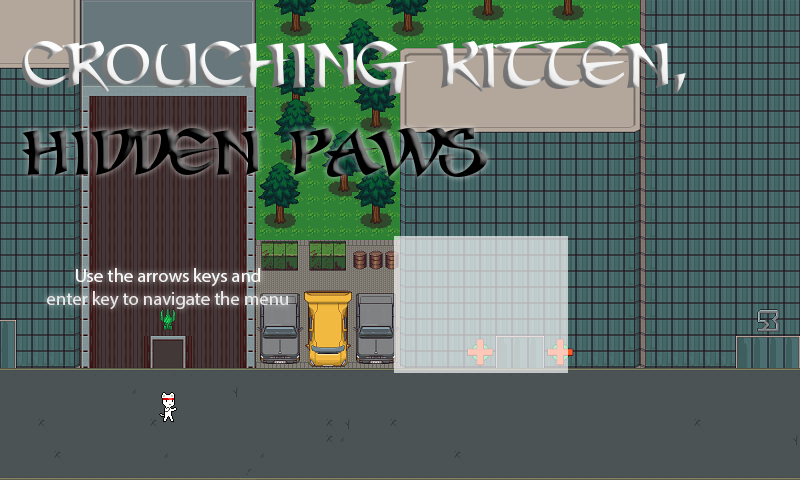 CROUCHING KITTEN,
HIDDEN PAWS
Use the arrows keys and
enter key to navigate the menu